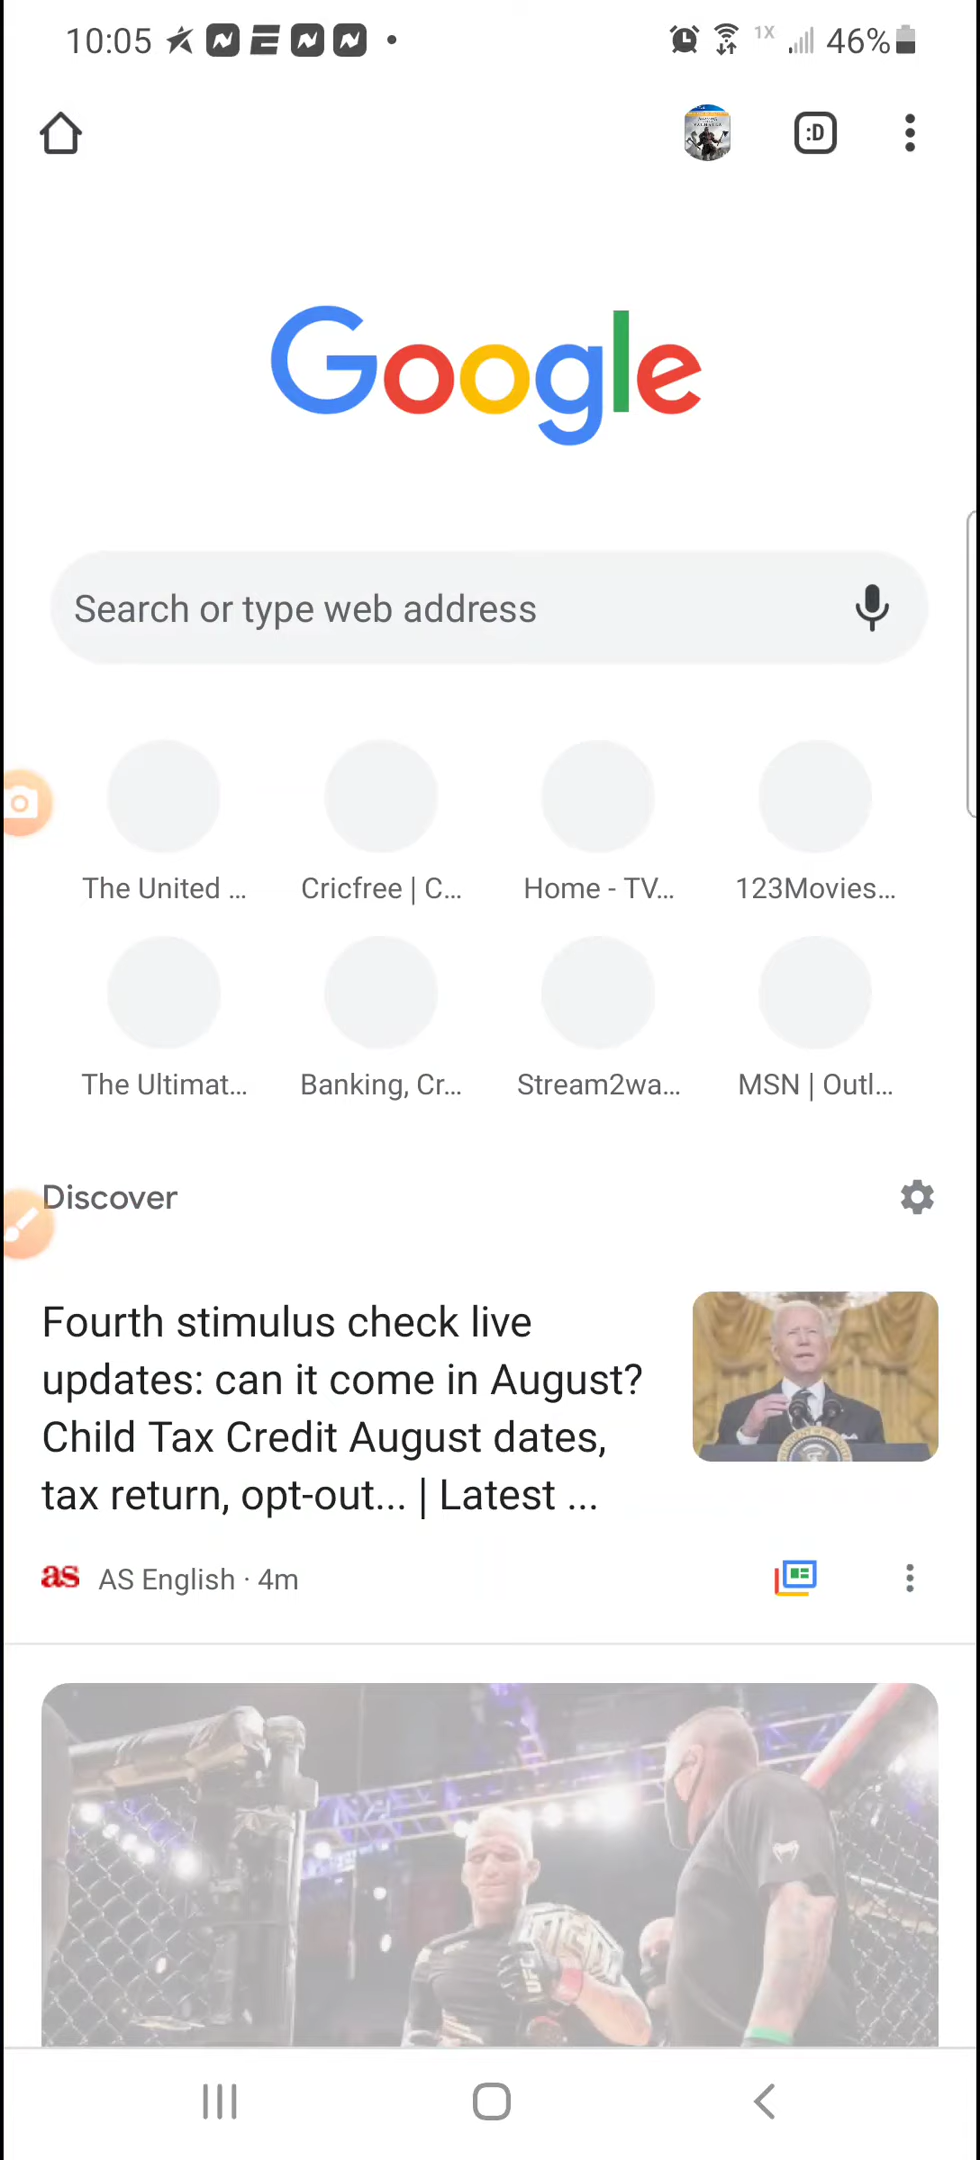 10:05
1X 46%
:D
Google
Search or type web address
The United ... Cricfree | C... Home - TV... 123Movies...
The Ultimat... Banking, Cr... Stream2wa... MSN | Outl...
Discover
Fourth stimulus check live
updates: can it come in August?
Child Tax Credit August dates,
tax return, opt-out... | Latest ...
as AS English · 4m
UFC